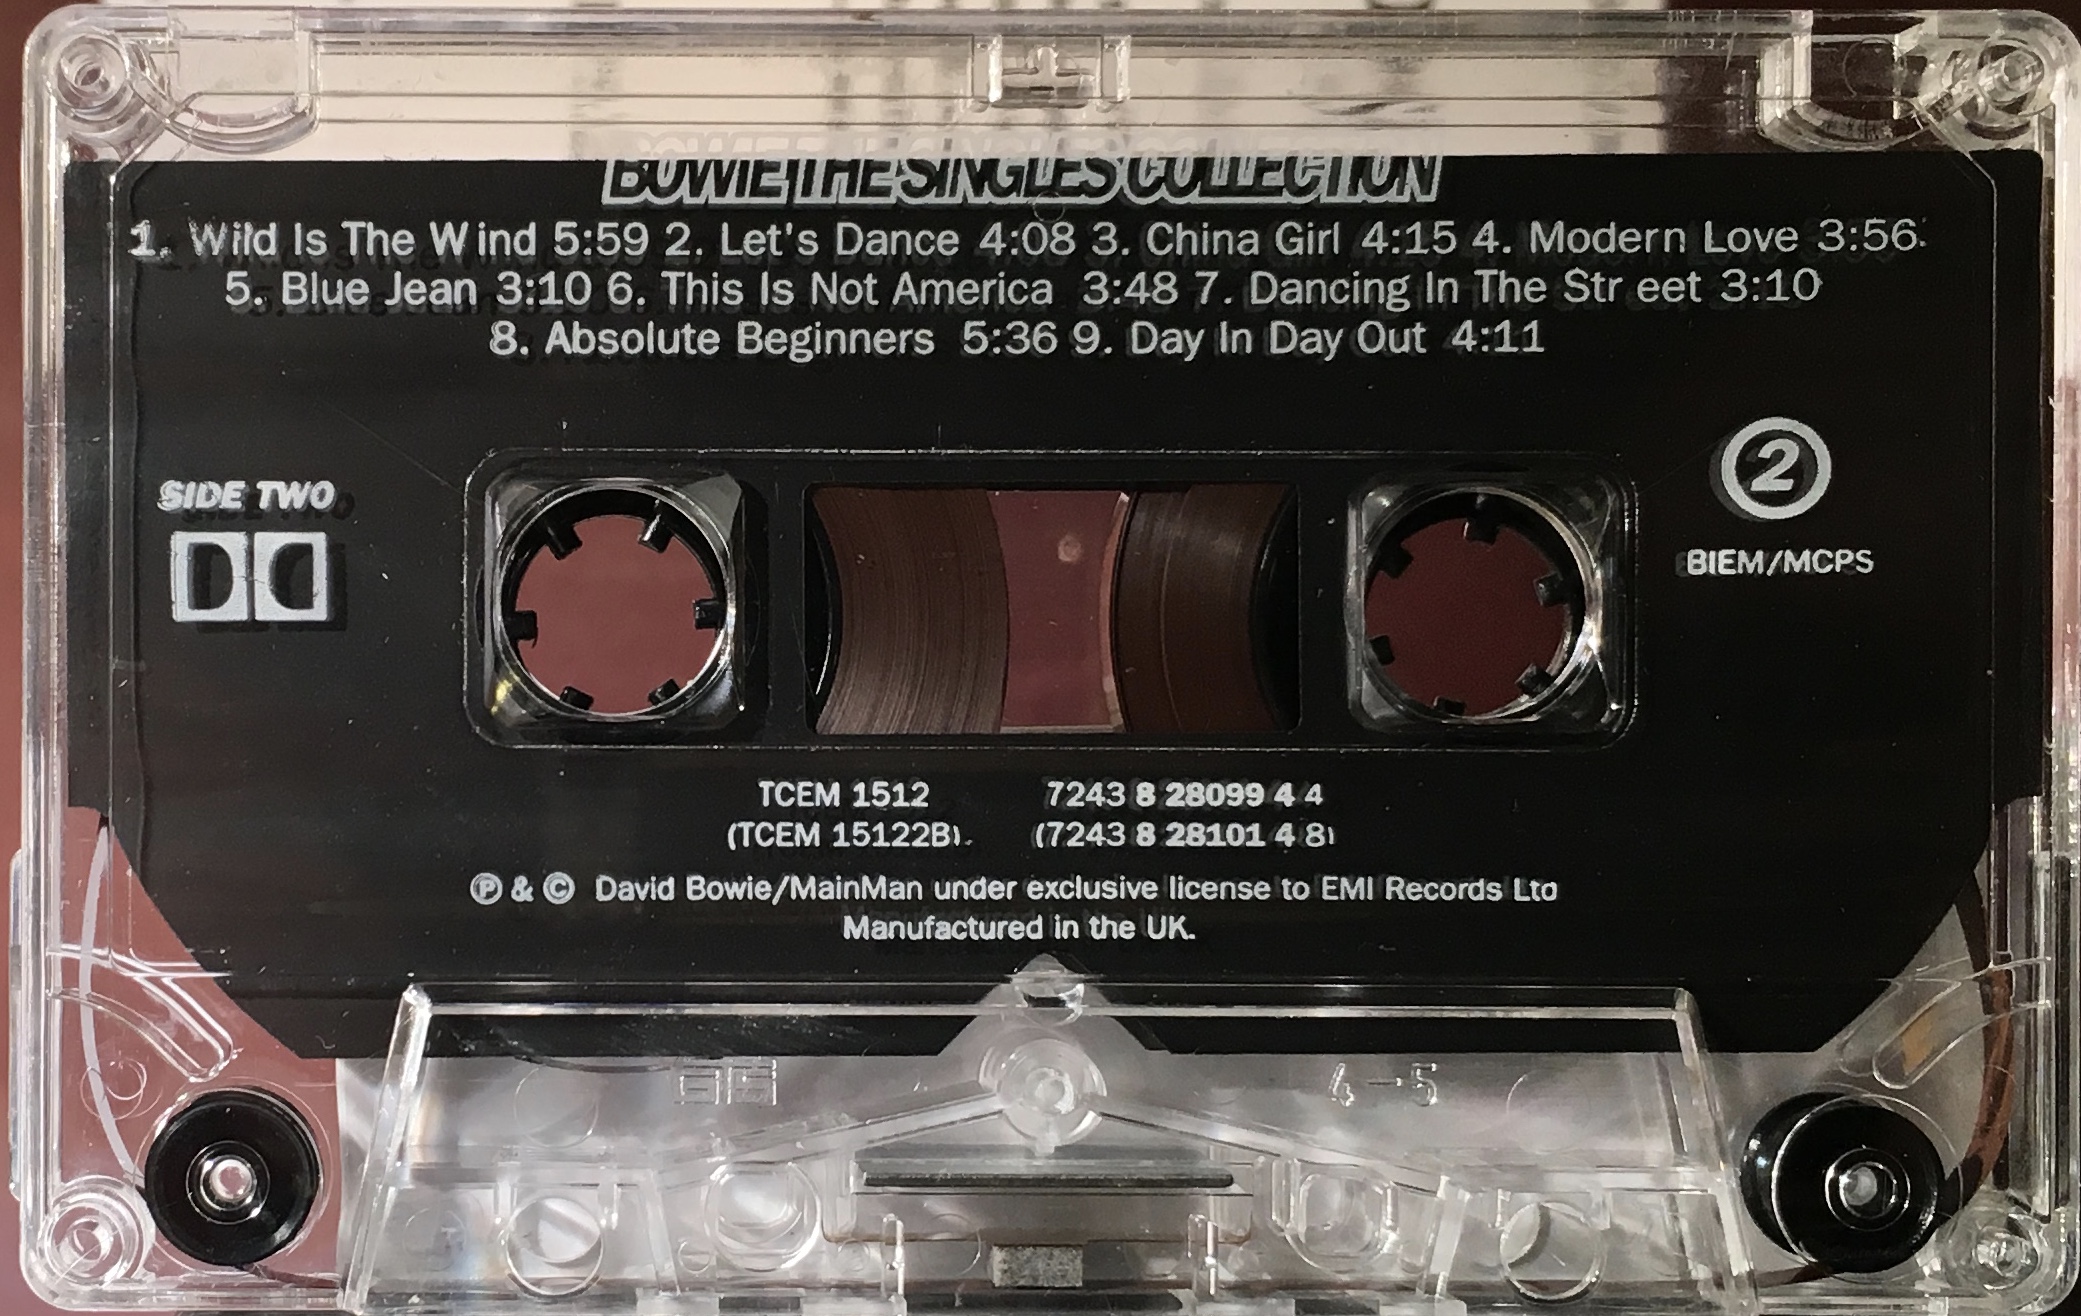 BOWIE THE SINGLES COLLECTION
1. Wild Is The Wind 5:59 2. Let's Dance 4:08 3. China Girl 4:15 4. Modern Love 3:56
5. Blue Jean 3:10 6. This Is Not America 3:48 7. Dancing In The Street 3:10
8. Absolute Beginners 5:36 9. Day In Day Out 4:11
2
SIDE TWO
BIEM/MCPS
TCEM 1512 7243 8 28099 4 4
(TCEM 15122B) (7243 8 28101 4 8)
Ⓟ & © David Bowie/MainMan under exclusive license to EMI Records Ltd
Manufactured in the UK.
4-5